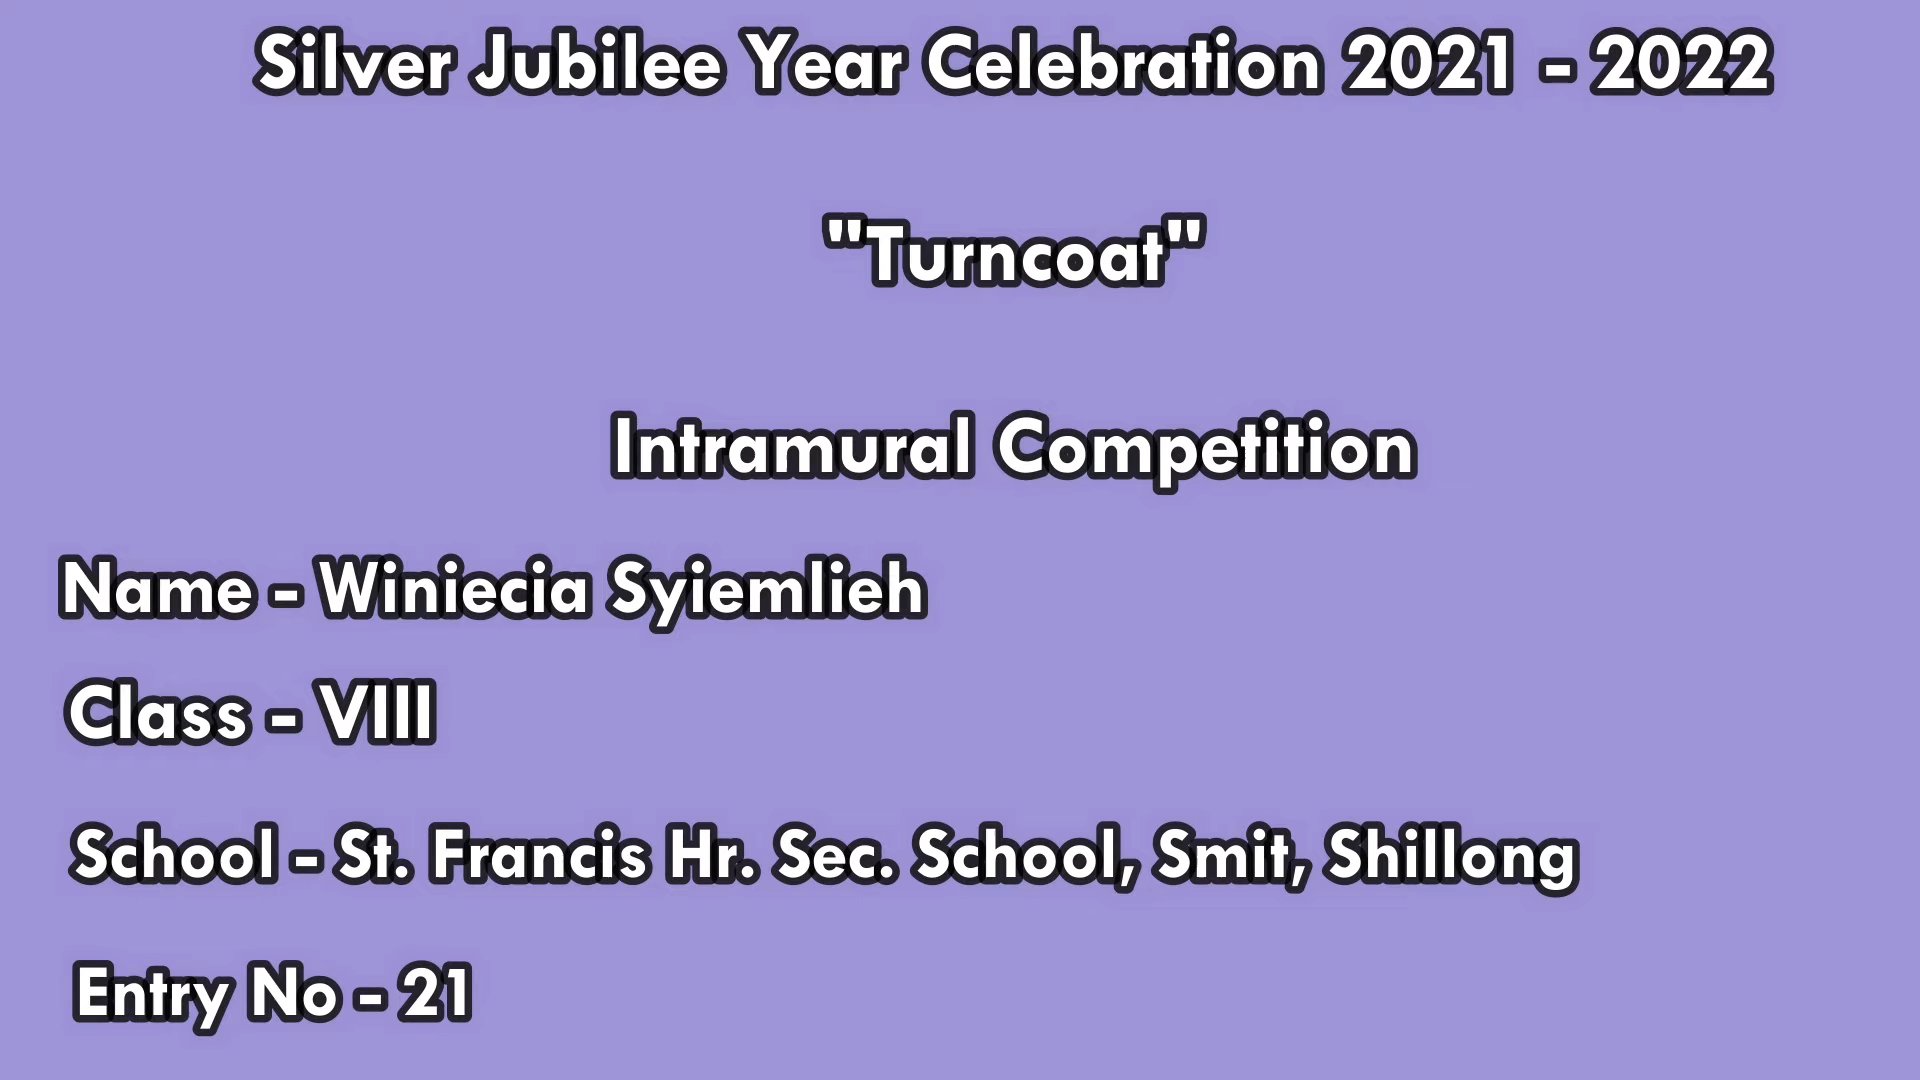 Silver Jubilee Year Celebration 2021 - 2022
"Turncoat"
Intramural Competition
Name - Winiecia Syiemlieh
Class - VIII
School - St. Francis Hr. Sec. School, Smit, Shillong
Entry No - 21